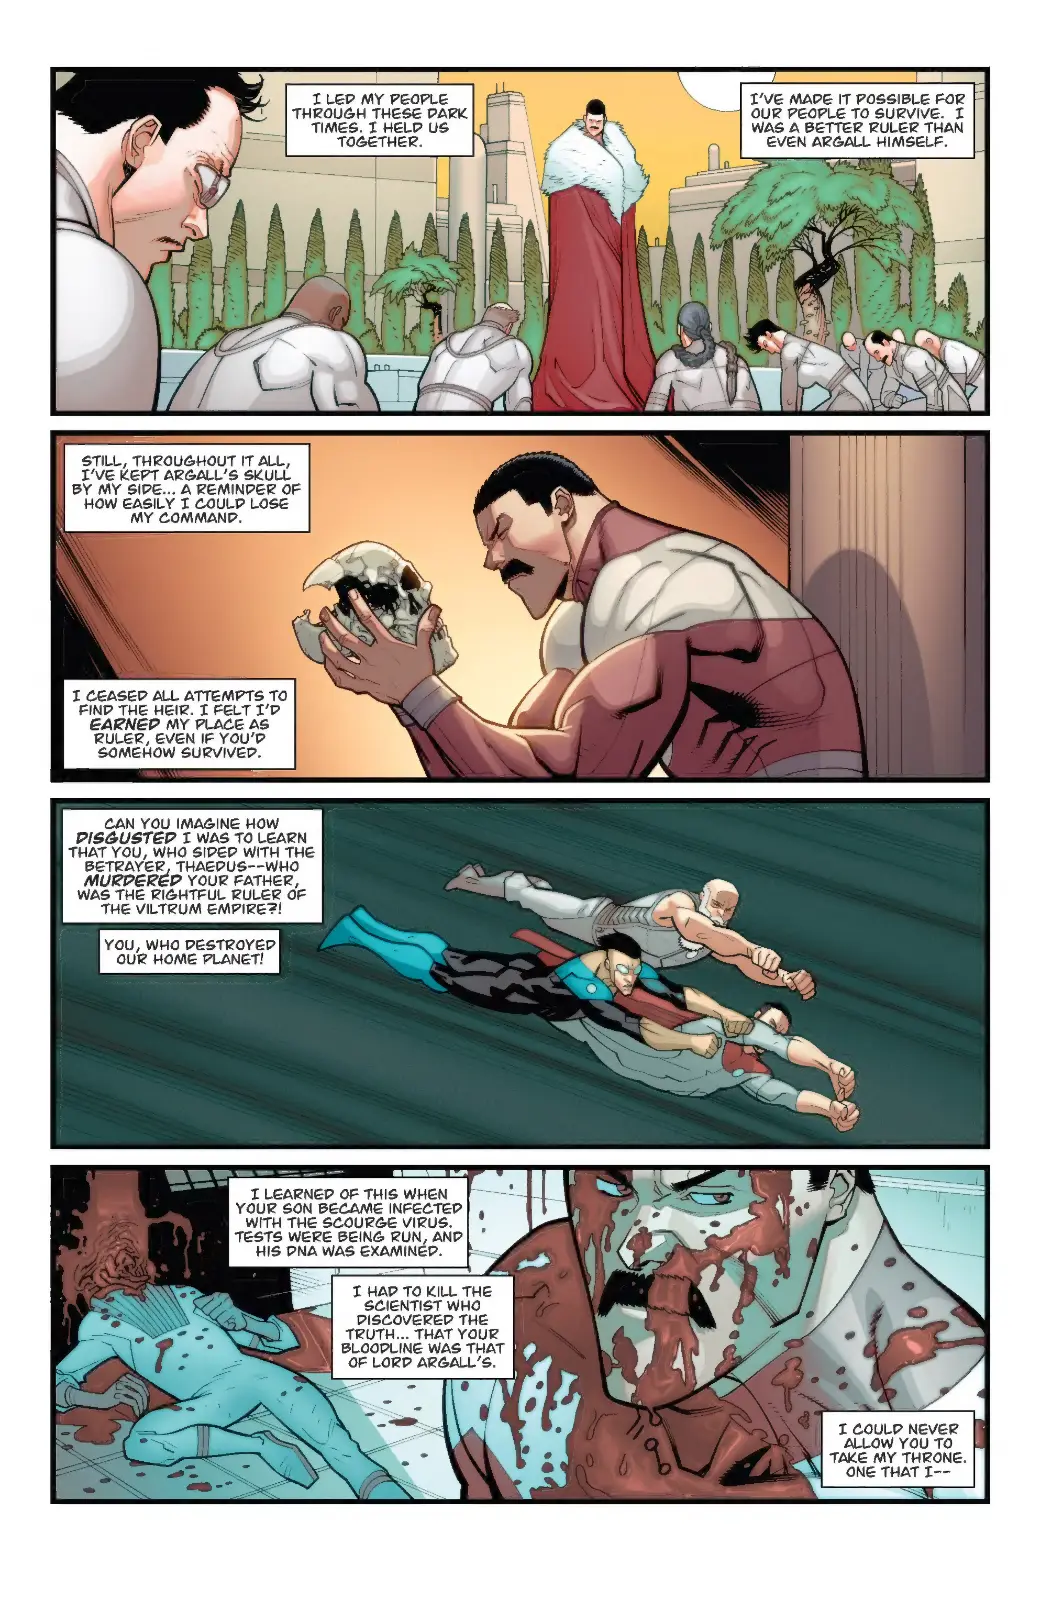 I LED MY PEOPLE
THROUGH THESE DARK
TIMES. I HELD US
TOGETHER.
I'VE MADE IT POSSIBLE FOR
OUR PEOPLE TO SURVIVE. I
WAS A BETTER RULER THAN
EVEN ARGALL HIMSELF.
STILL, THROUGHOUT IT ALL,
I'VE KEPT ARGALL'S SKULL
BY MY SIDE... A REMINDER OF
HOW EASILY I COULD LOSE
MY COMMAND.
I CEASED ALL ATTEMPTS TO
FIND THE HEIR. I FELT I'D
EARNED MY PLACE AS
RULER, EVEN IF YOU'D
SOMEHOW SURVIVED.
CAN YOU IMAGINE HOW
DISGUSTED I WAS TO LEARN
THAT YOU, WHO SIDED WITH THE
BETRAYER, THAEDUS--WHO
MURDERED YOUR FATHER,
WAS THE RIGHTFUL RULER OF
THE VILTRUM EMPIRE?!
YOU, WHO DESTROYED
OUR HOME PLANET!
I LEARNED OF THIS WHEN
YOUR SON BECAME INFECTED
WITH THE SCOURGE VIRUS.
TESTS WERE BEING RUN, AND
HIS DNA WAS EXAMINED.
I HAD TO KILL THE
SCIENTIST WHO
DISCOVERED THE
TRUTH... THAT YOUR
BLOODLINE WAS THAT
OF LORD ARGALL'S.
I COULD NEVER
ALLOW YOU TO
TAKE MY THRONE.
ONE THAT I--